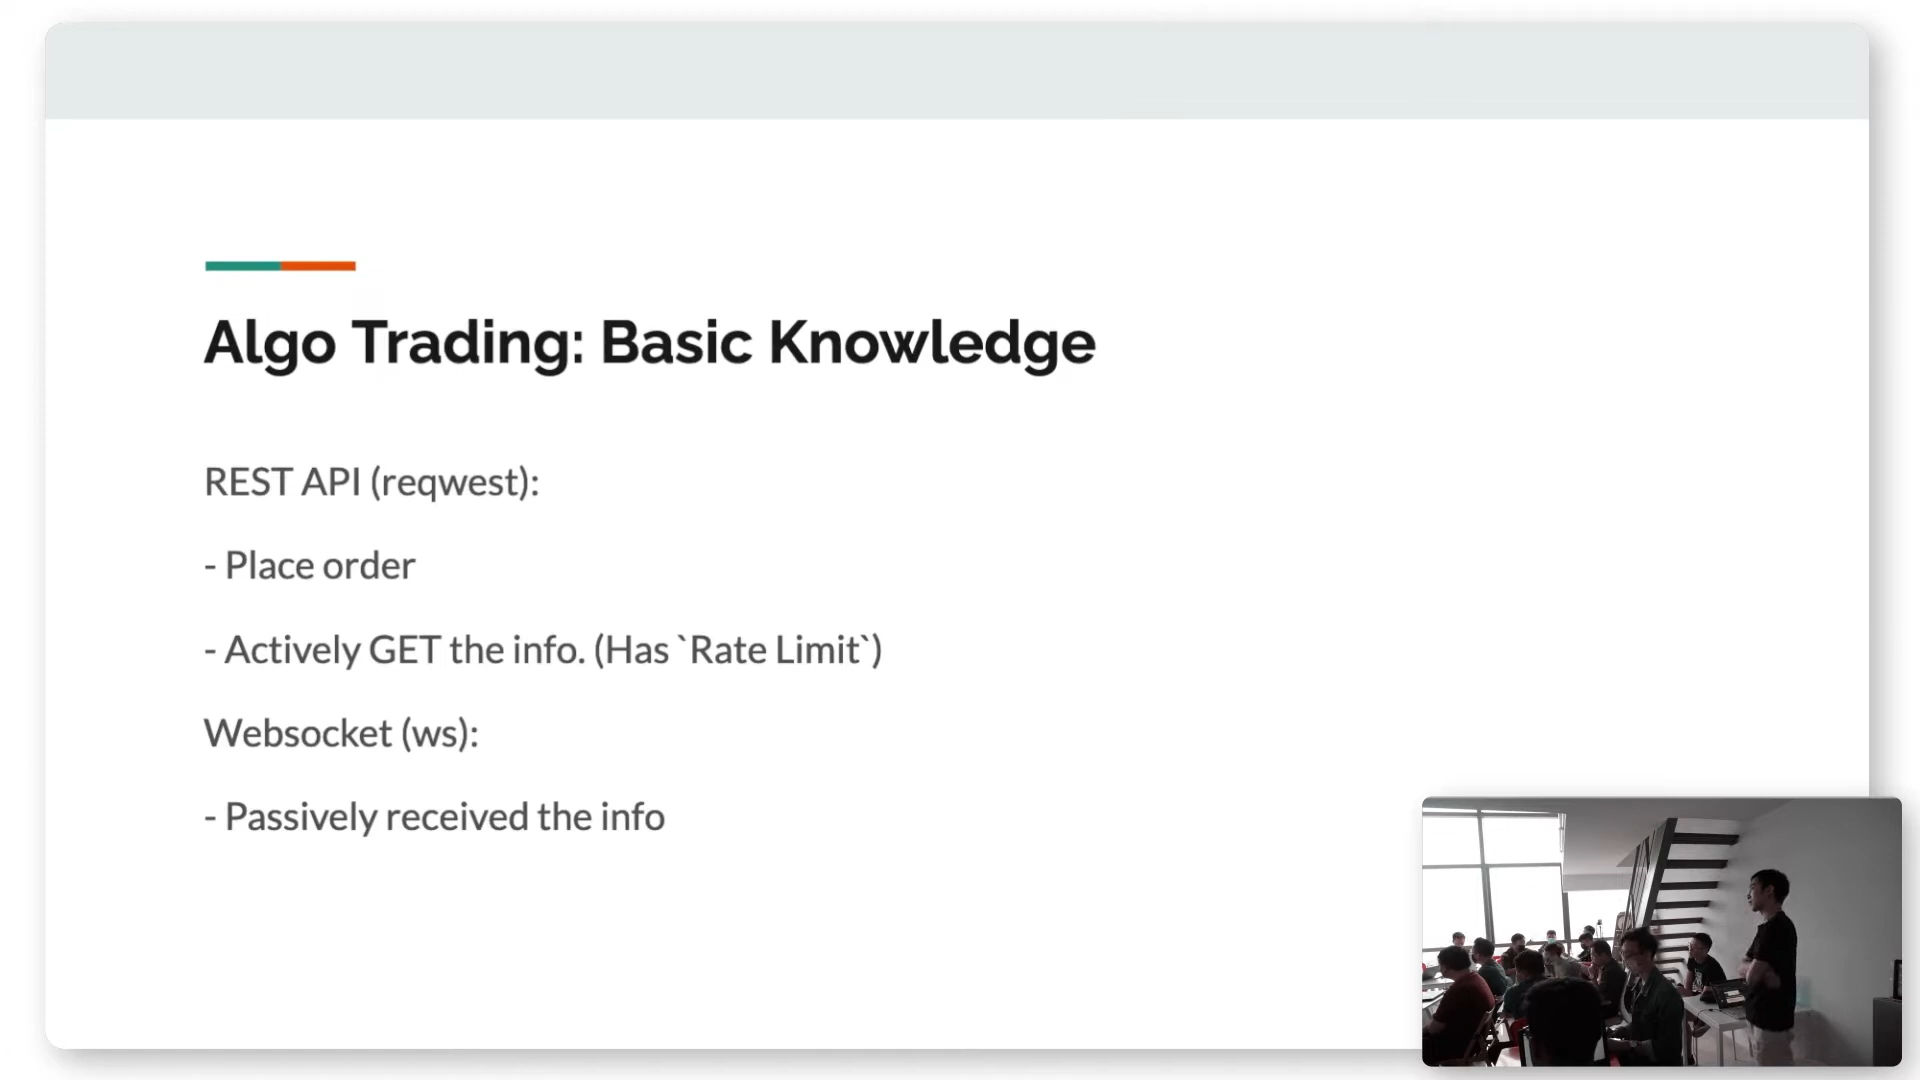 Algo Trading: Basic Knowledge
REST API (reqwest):
- Place order
- Actively GET the info. (Has `Rate Limit`)
Websocket (ws):
- Passively received the info